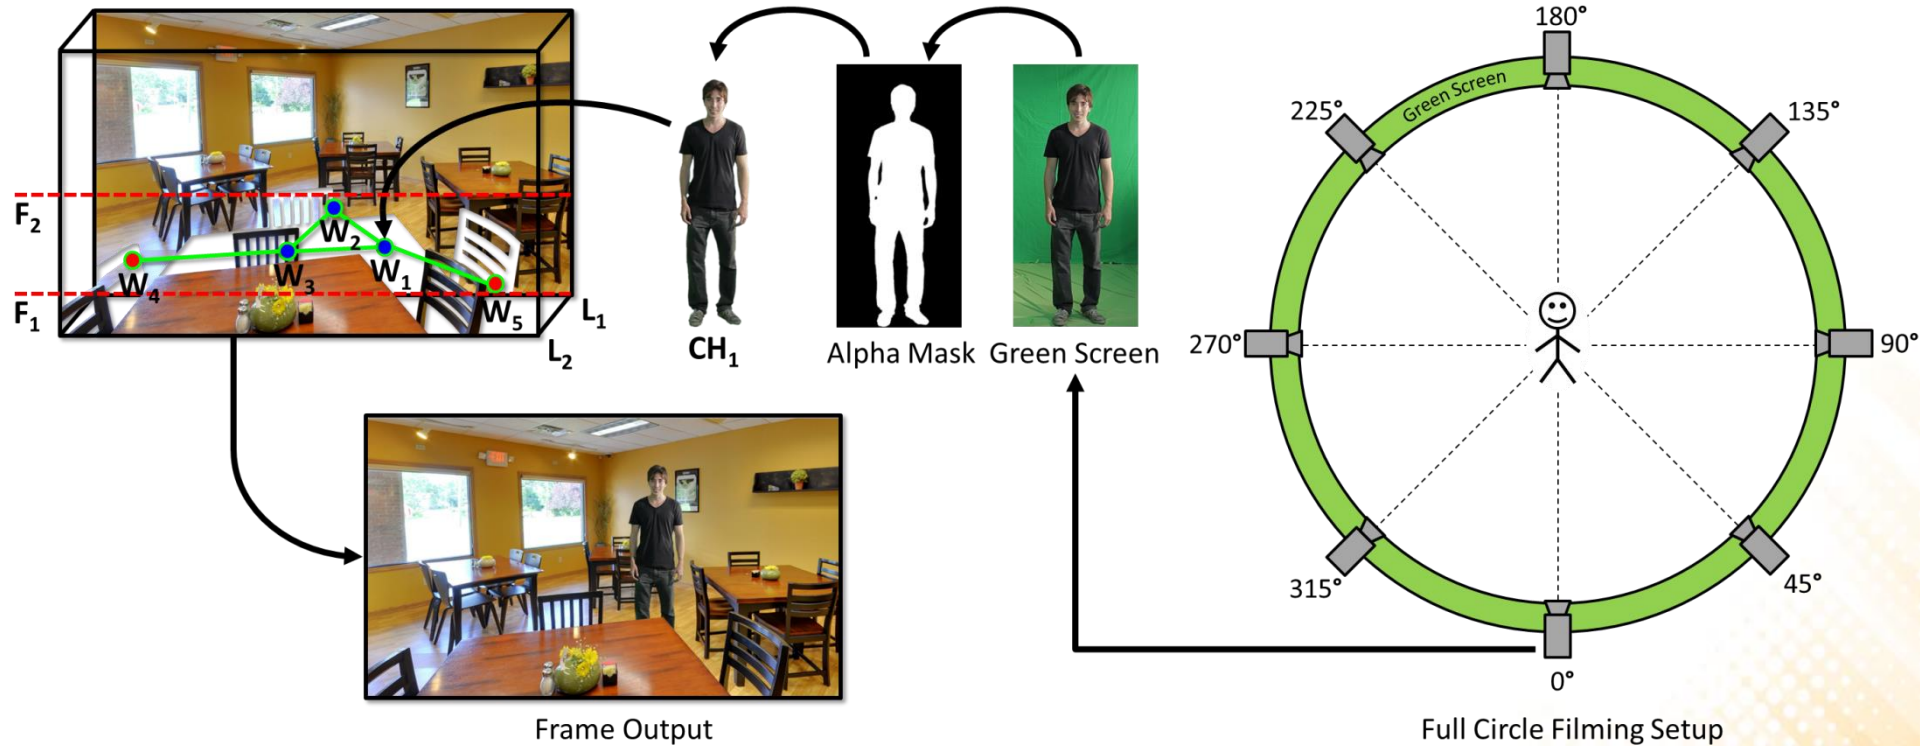 F₂
F₁
W₂
W₃
W₁
W₄
W₅
L₁
L₂
CH₁
Alpha Mask
Green Screen
Frame Output
Green Screen
180°
225°
135°
270°
90°
315°
45°
0°
Full Circle Filming Setup